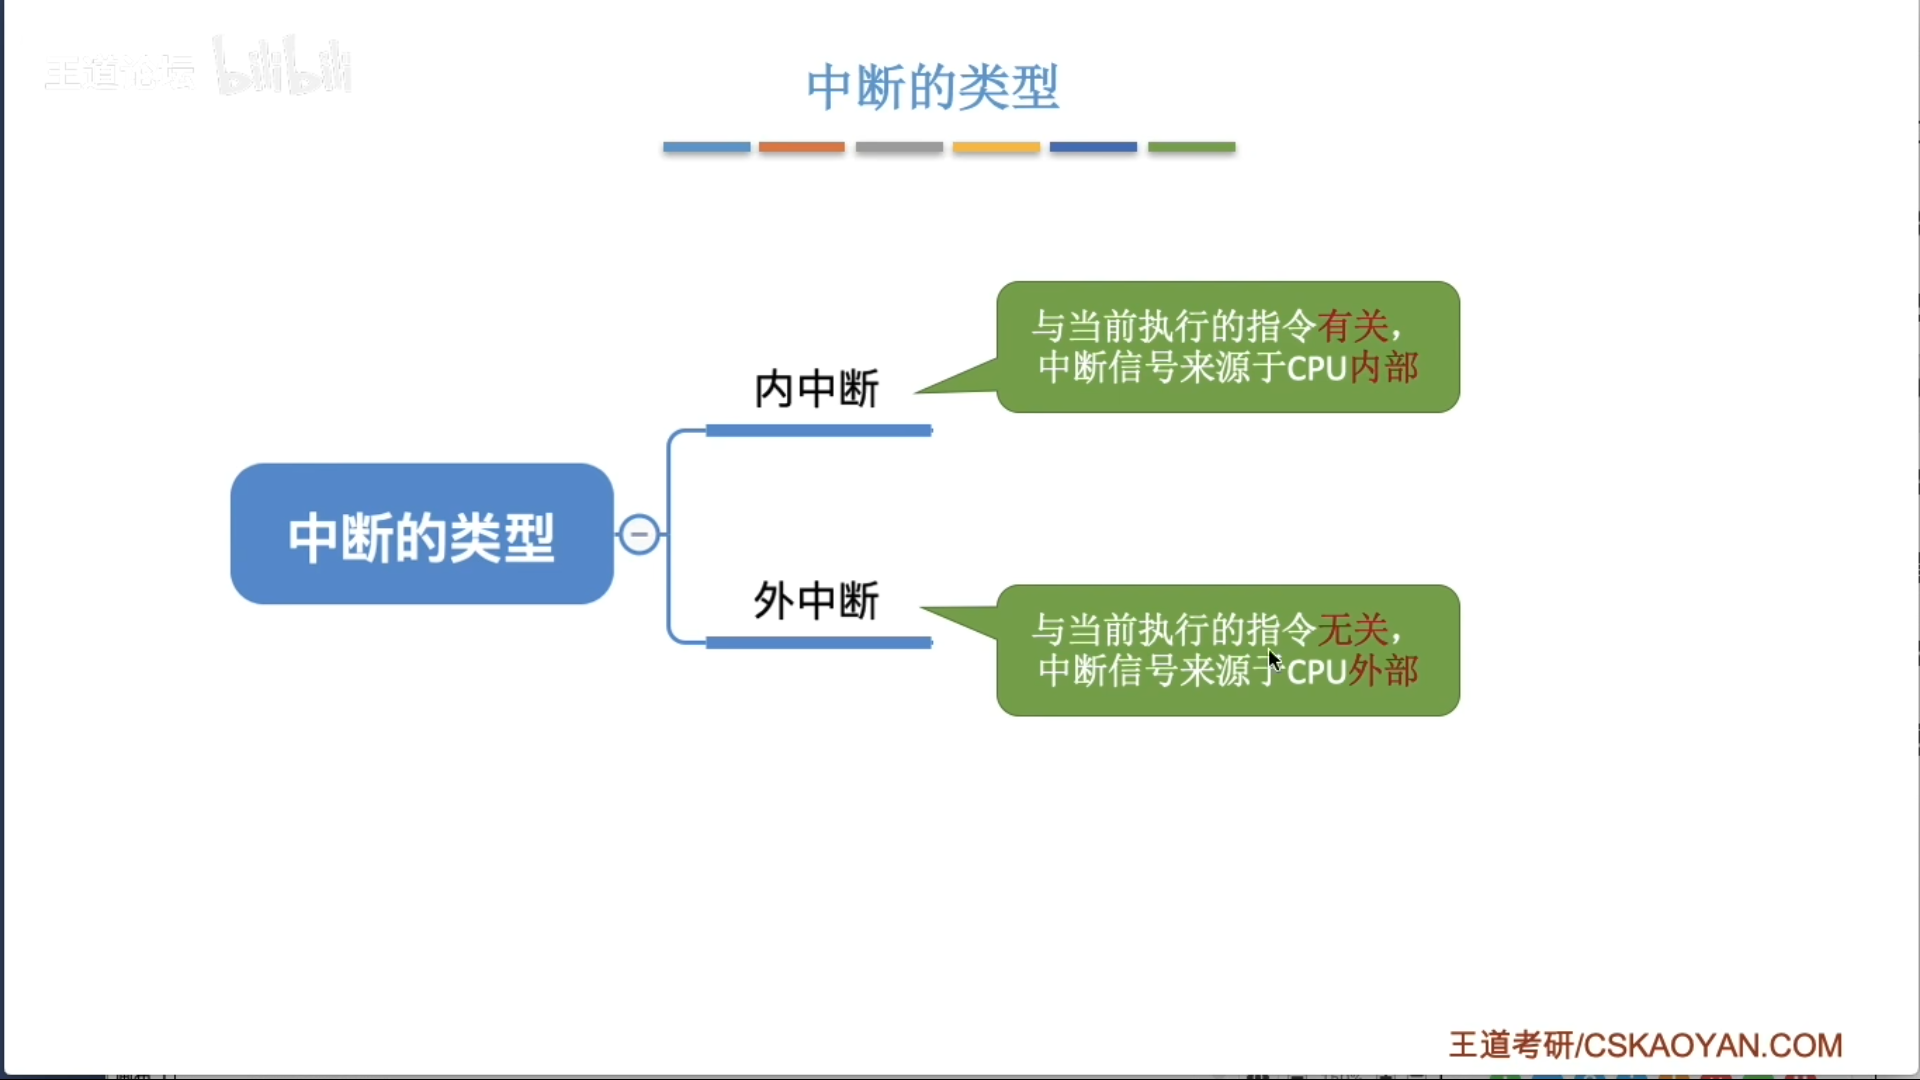 王道论坛 bilibili
中断的类型
与当前执行的指令有关，
中断信号来源于CPU内部
内中断
中断的类型
外中断
与当前执行的指令无关，
中断信号来源于CPU外部
王道考研/CSKAOYAN.COM